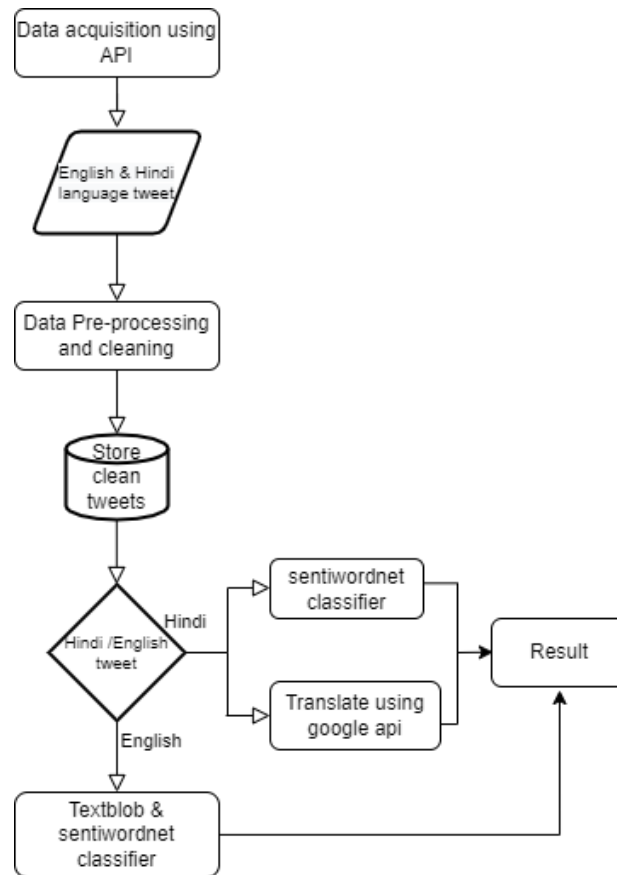 Data acquisition using
API
English & Hindi
language tweet
Data Pre-processing
and cleaning
Store
clean
tweets
Hindi /English
tweet
Hindi
sentiwordnet
classifier
Translate using
google api
Result
English
Textblob &
sentiwordnet
classifier